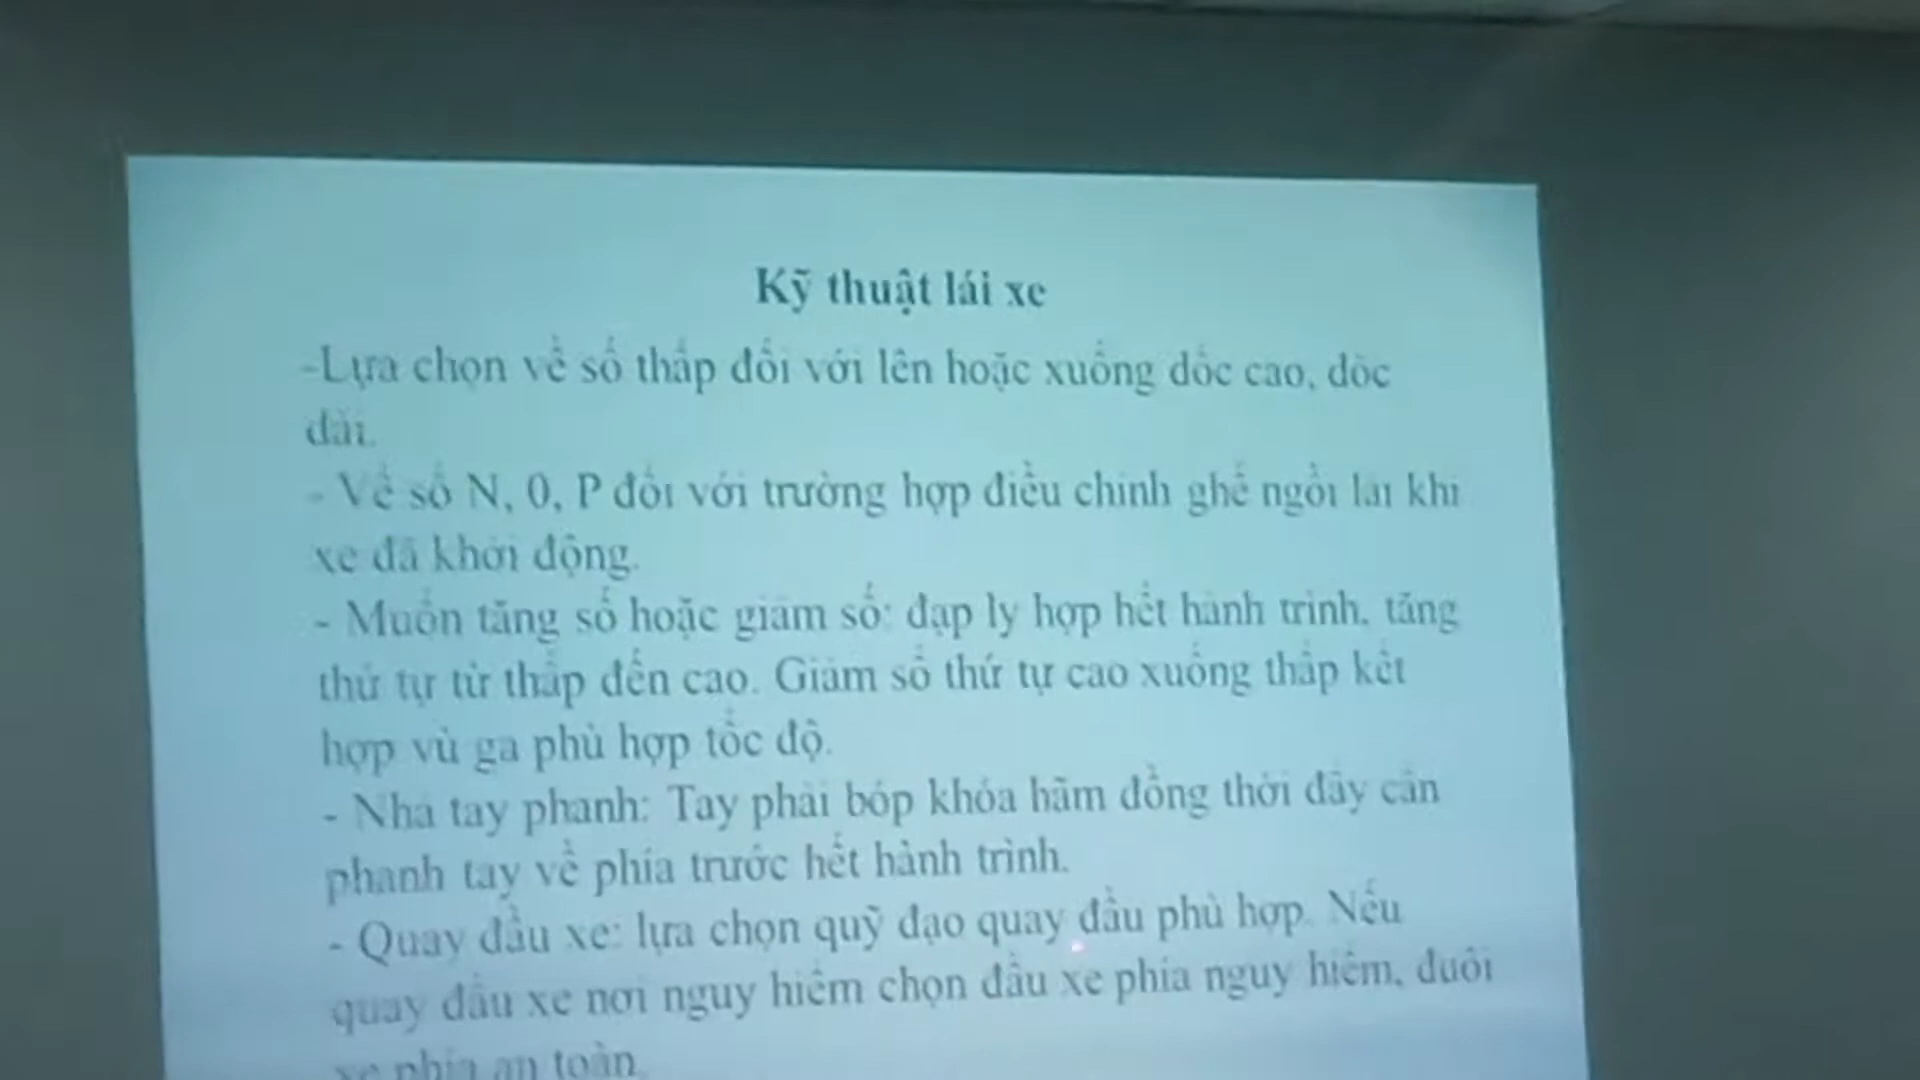 Kỹ thuật lái xe
-Lựa chọn về số thấp đối với lên hoặc xuống dốc cao, dốc
dài.
- Về số N, 0, P đối với trường hợp điều chỉnh ghế ngồi lái khi
xe đã khởi động.
- Muốn tăng số hoặc giảm số: đạp ly hợp hết hành trình, tăng
thứ tự từ thấp đến cao. Giảm số thứ tự cao xuống thấp kết
hợp vù ga phù hợp tốc độ.
- Nhả tay phanh: Tay phải bóp khóa hãm đồng thời đẩy cần
phanh tay về phía trước hết hành trình.
- Quay đầu xe: lựa chọn quỹ đạo quay đầu phù hợp. Nếu
quay đầu xe nơi nguy hiểm chọn đầu xe phía nguy hiểm, đuôi
xe phía an toàn.